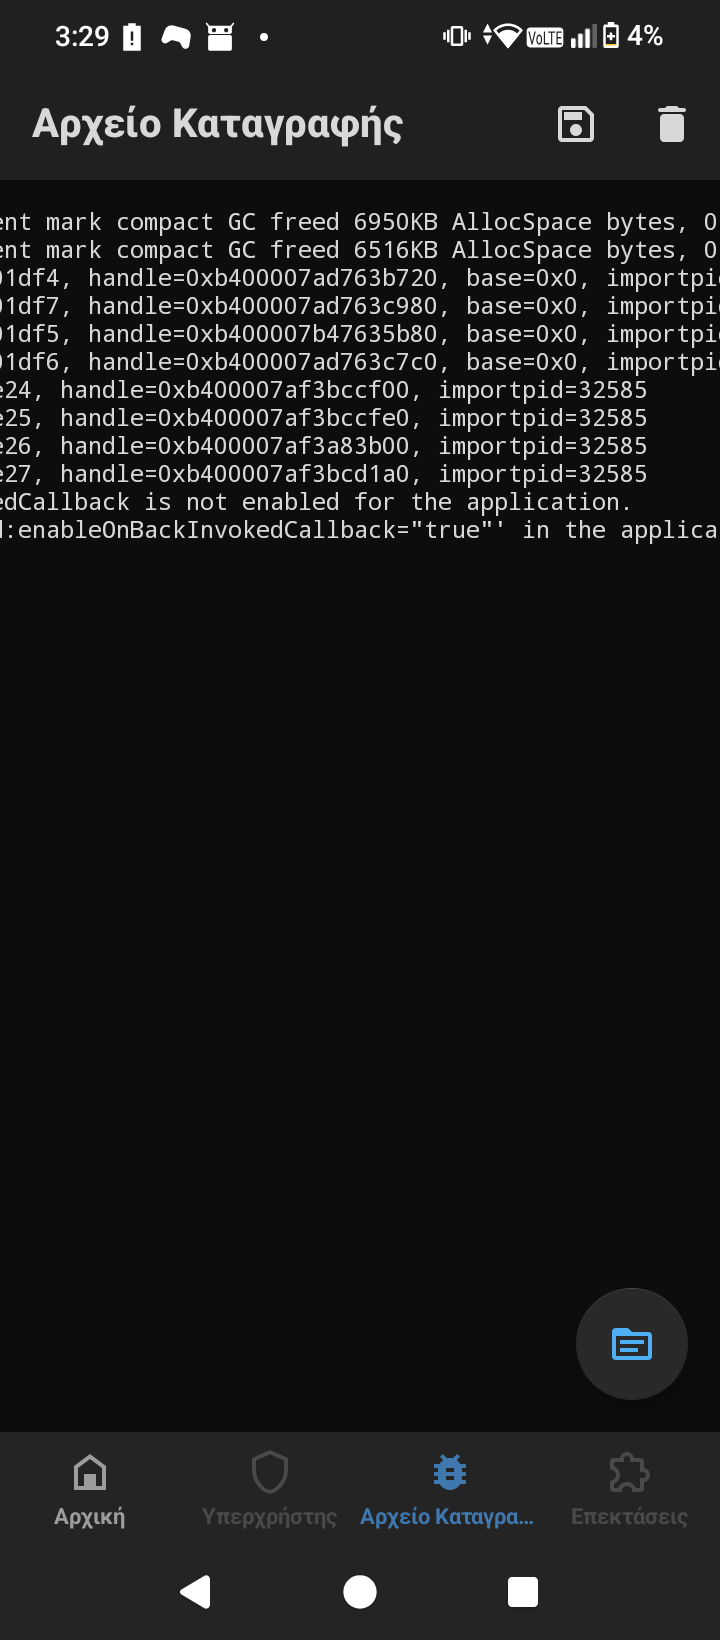 3:29
VoLTE
4%
Αρχείο Καταγραφής
ent mark compact GC freed 6950KB AllocSpace bytes, 0
ent mark compact GC freed 6516KB AllocSpace bytes, 0
01df4, handle=0xb400007ad763b720, base=0x0, importpi
01df7, handle=0xb400007ad763c980, base=0x0, importpi
01df5, handle=0xb400007b47635b80, base=0x0, importpi
01df6, handle=0xb400007ad763c7c0, base=0x0, importpi
e24, handle=0xb400007af3bccf00, importpid=32585
e25, handle=0xb400007af3bccfe0, importpid=32585
e26, handle=0xb400007af3a83b00, importpid=32585
e27, handle=0xb400007af3bcd1a0, importpid=32585
edCallback is not enabled for the application.
d:enableOnBackInvokedCallback="true"' in the applica
Αρχική
Υπερχρήστης
Αρχείο Καταγρα...
Επεκτάσεις